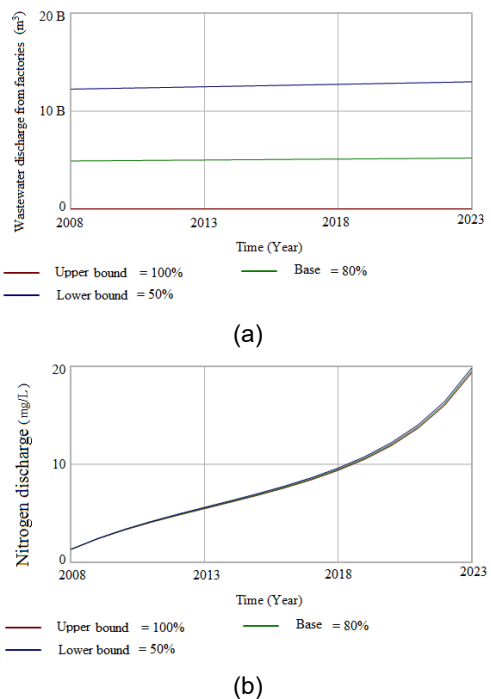 Wastewater discharge from factories (m³)
20 B
10 B
0
2008 2013 2018 2023
Time (Year)
Upper bound = 100% Base = 80%
Lower bound = 50%
(a)
Nitrogen discharge (mg/L)
20
10
0
2008 2013 2018 2023
Time (Year)
Upper bound = 100% Base = 80%
Lower bound = 50%
(b)